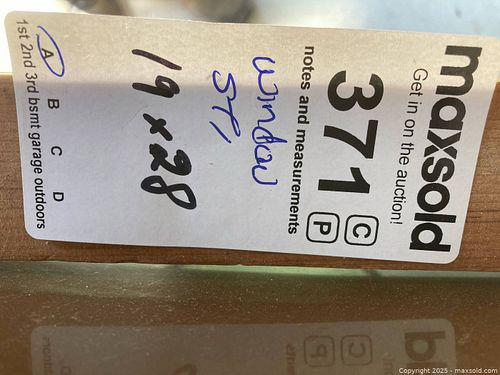 maxsold
Get in on the auction!
371 C P
notes and measurements
window
St,
19 x 28
A B C D
1st 2nd 3rd bsmt garage outdoors
Copyright 2025 - maxsold.com